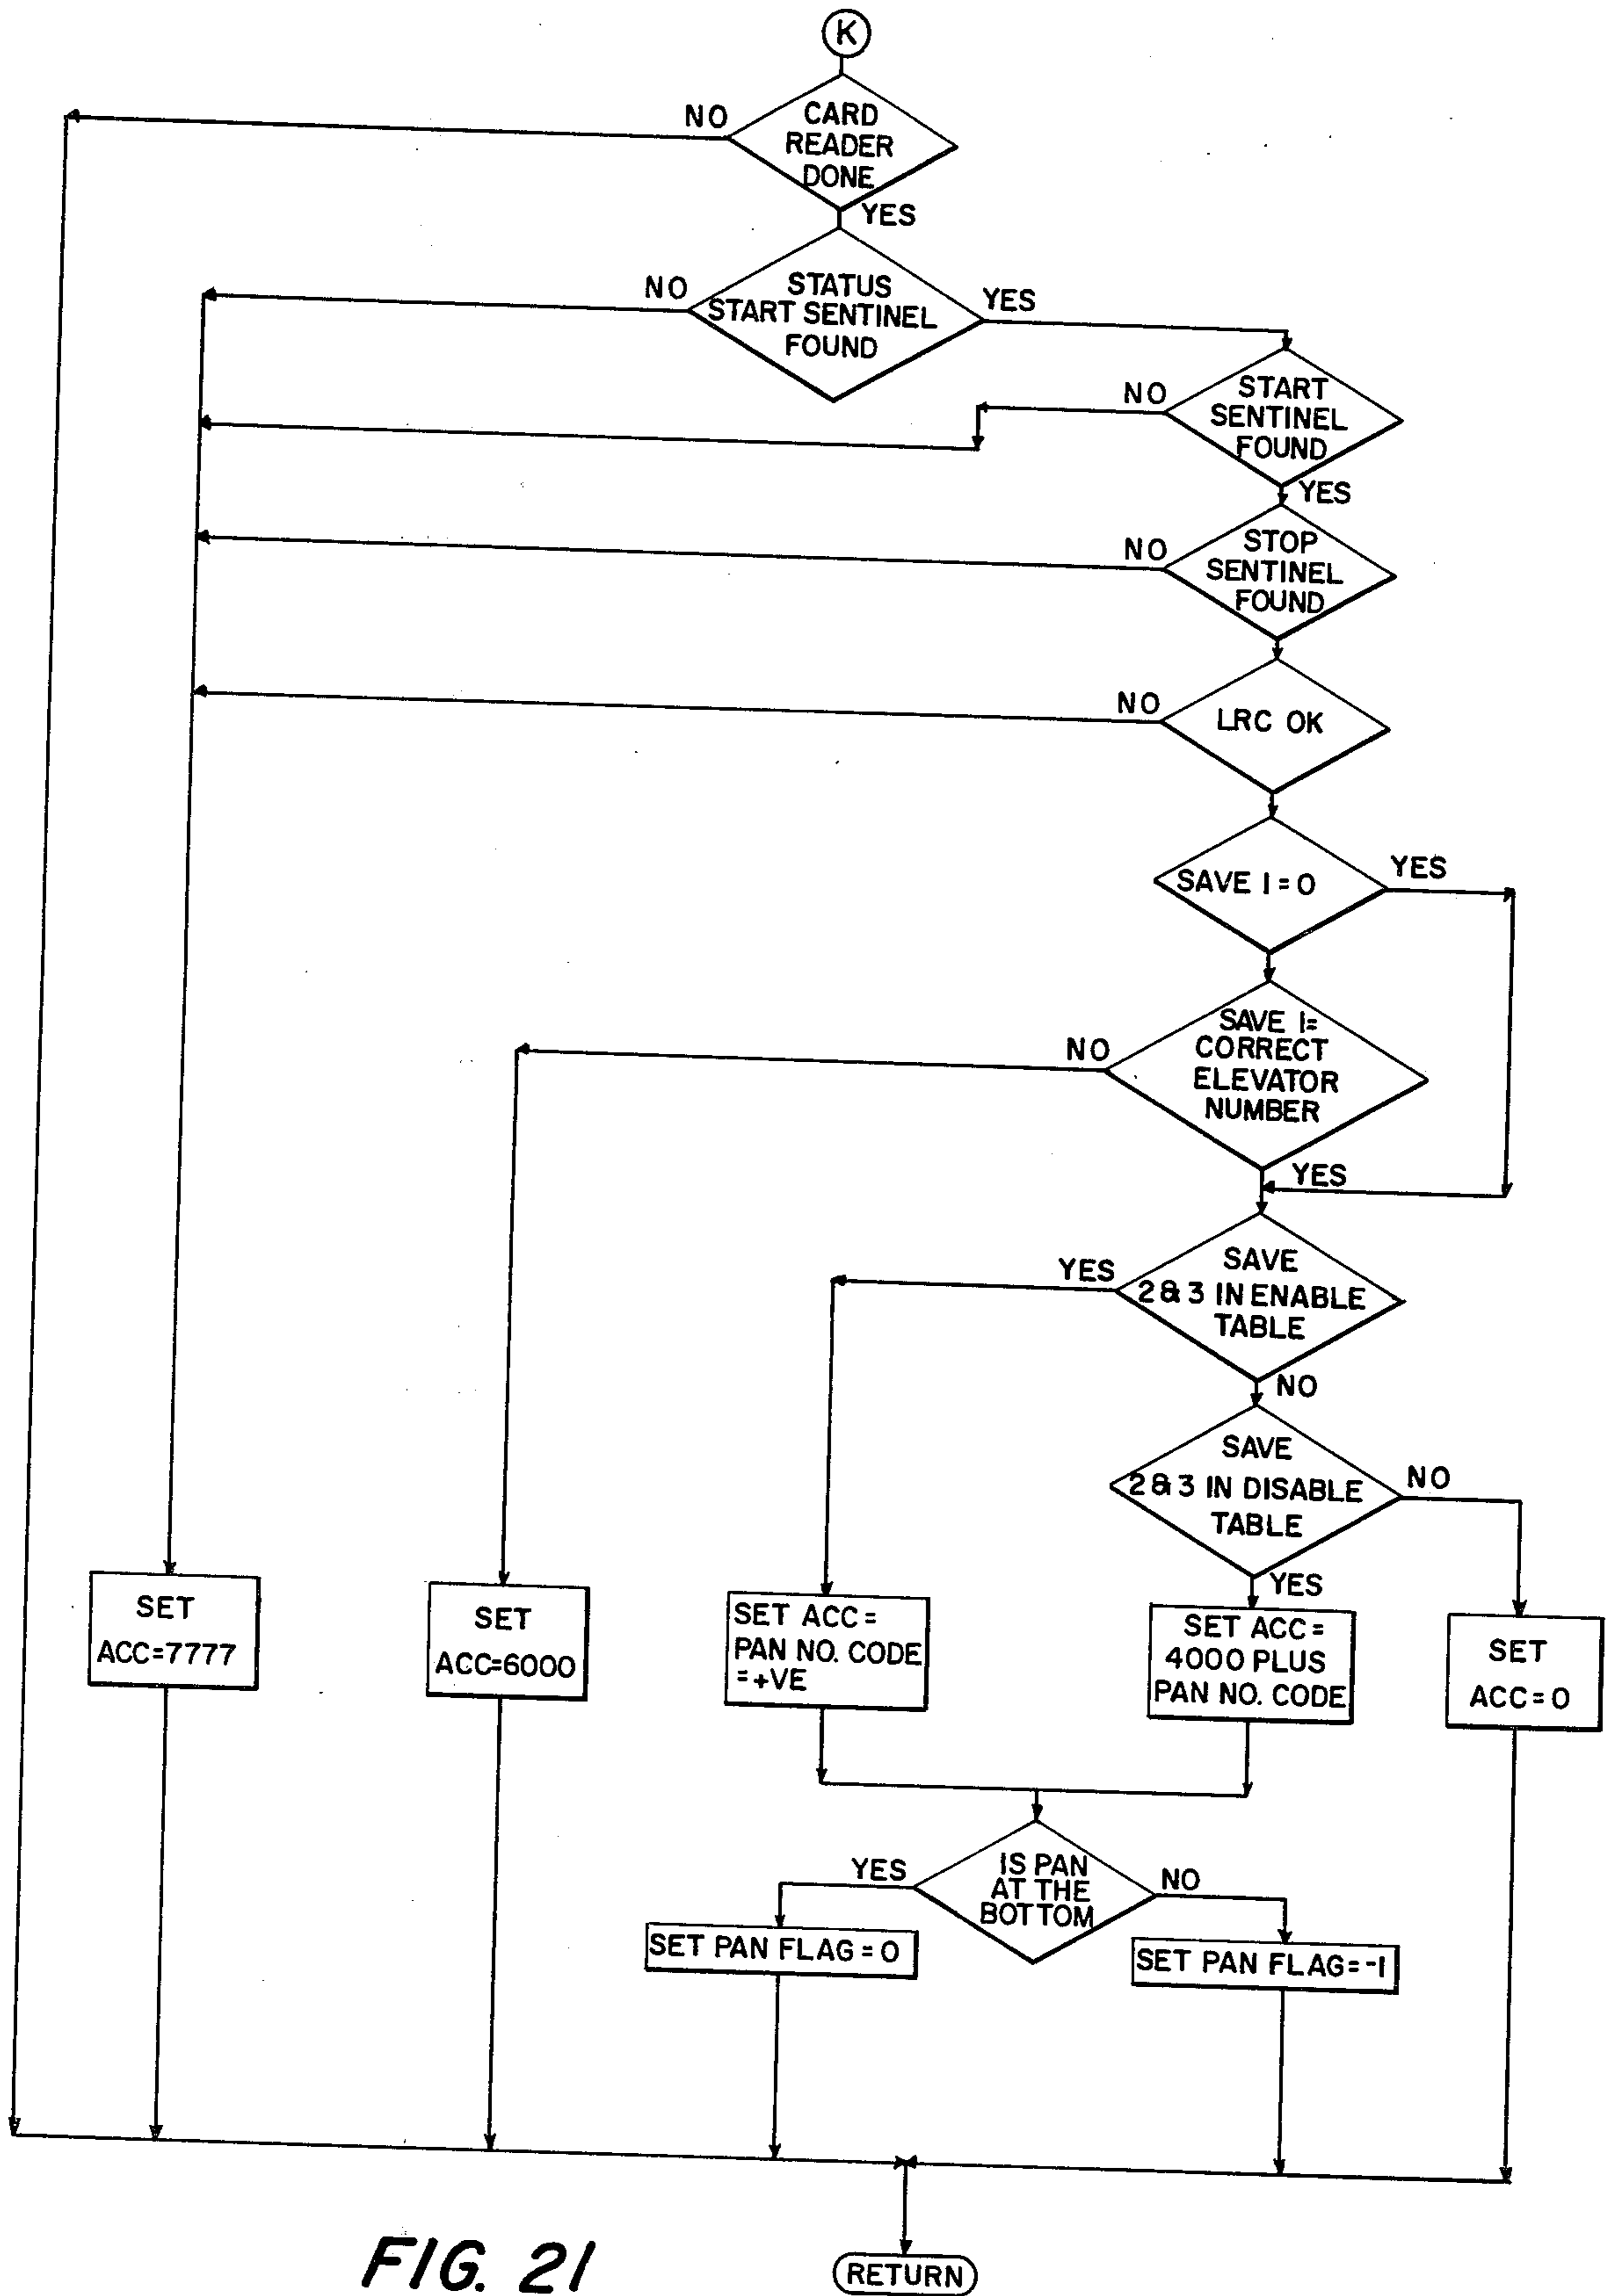 K
CARD
READER
DONE
NO
YES
STATUS
START SENTINEL
FOUND
NO
YES
START
SENTINEL
FOUND
NO
YES
STOP
SENTINEL
FOUND
NO
LRC OK
NO
SAVE 1=0
YES
SAVE 1=
CORRECT
ELEVATOR
NUMBER
NO
YES
SAVE
2&3 IN ENABLE
TABLE
YES
NO
SAVE
2&3 IN DISABLE
TABLE
NO
YES
SET
ACC=7777
SET
ACC=6000
SET ACC=
PAN NO. CODE
=+VE
SET ACC=
4000 PLUS
PAN NO. CODE
SET
ACC=0
IS PAN
AT THE
BOTTOM
YES
NO
SET PAN FLAG=0
SET PAN FLAG=-1
RETURN
FIG. 21